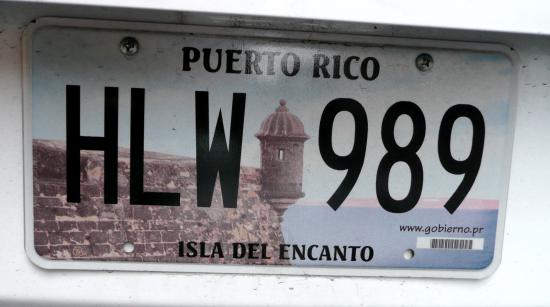 PUERTO RICO
HLW 989
www.gobierno.pr
ISLA DEL ENCANTO